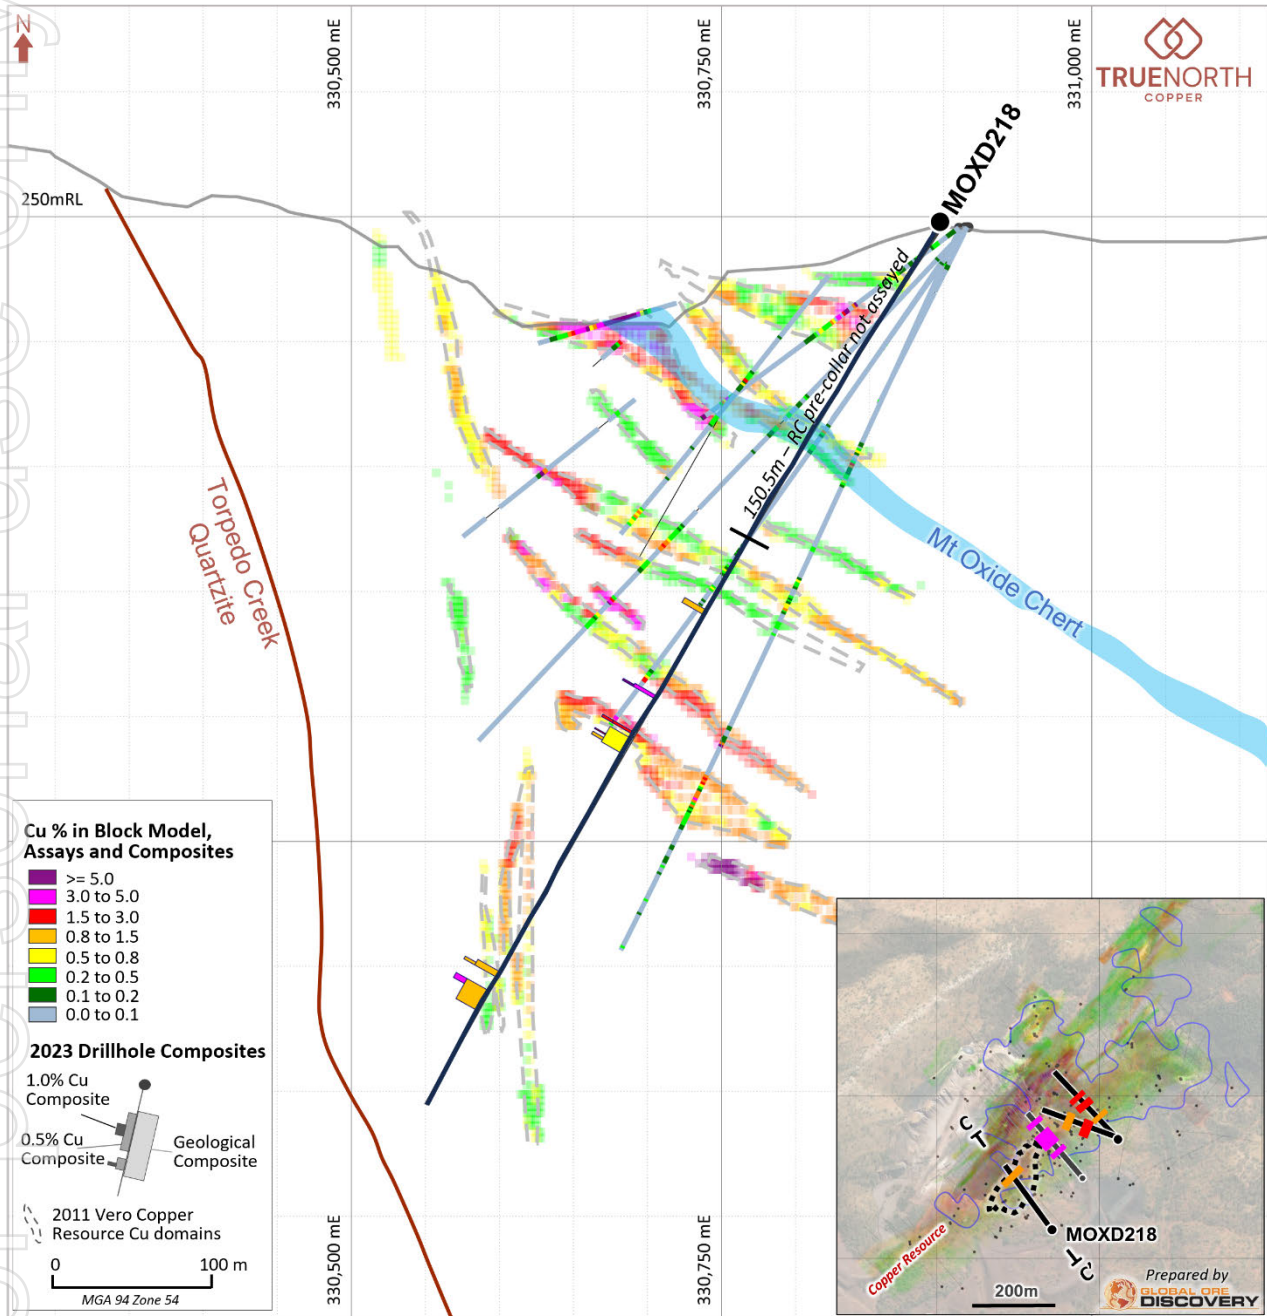 N
330,500 mE
330,750 mE
331,000 mE
TRUENORTH
COPPER
MOXD218
250mRL
150.5m – RC pre-collar not assayed
Torpedo Creek
Quartzite
Mt Oxide Chert
Cu % in Block Model,
Assays and Composites
>= 5.0
3.0 to 5.0
1.5 to 3.0
0.8 to 1.5
0.5 to 0.8
0.2 to 0.5
0.1 to 0.2
0.0 to 0.1
2023 Drillhole Composites
1.0% Cu
Composite
0.5% Cu
Composite
Geological
Composite
2011 Vero Copper
Resource Cu domains
0 100 m
MGA 94 Zone 54
330,500 mE
330,750 mE
C
MOXD218
C'
Copper Resource
200m
Prepared by
GLOBAL ORE
DISCOVERY